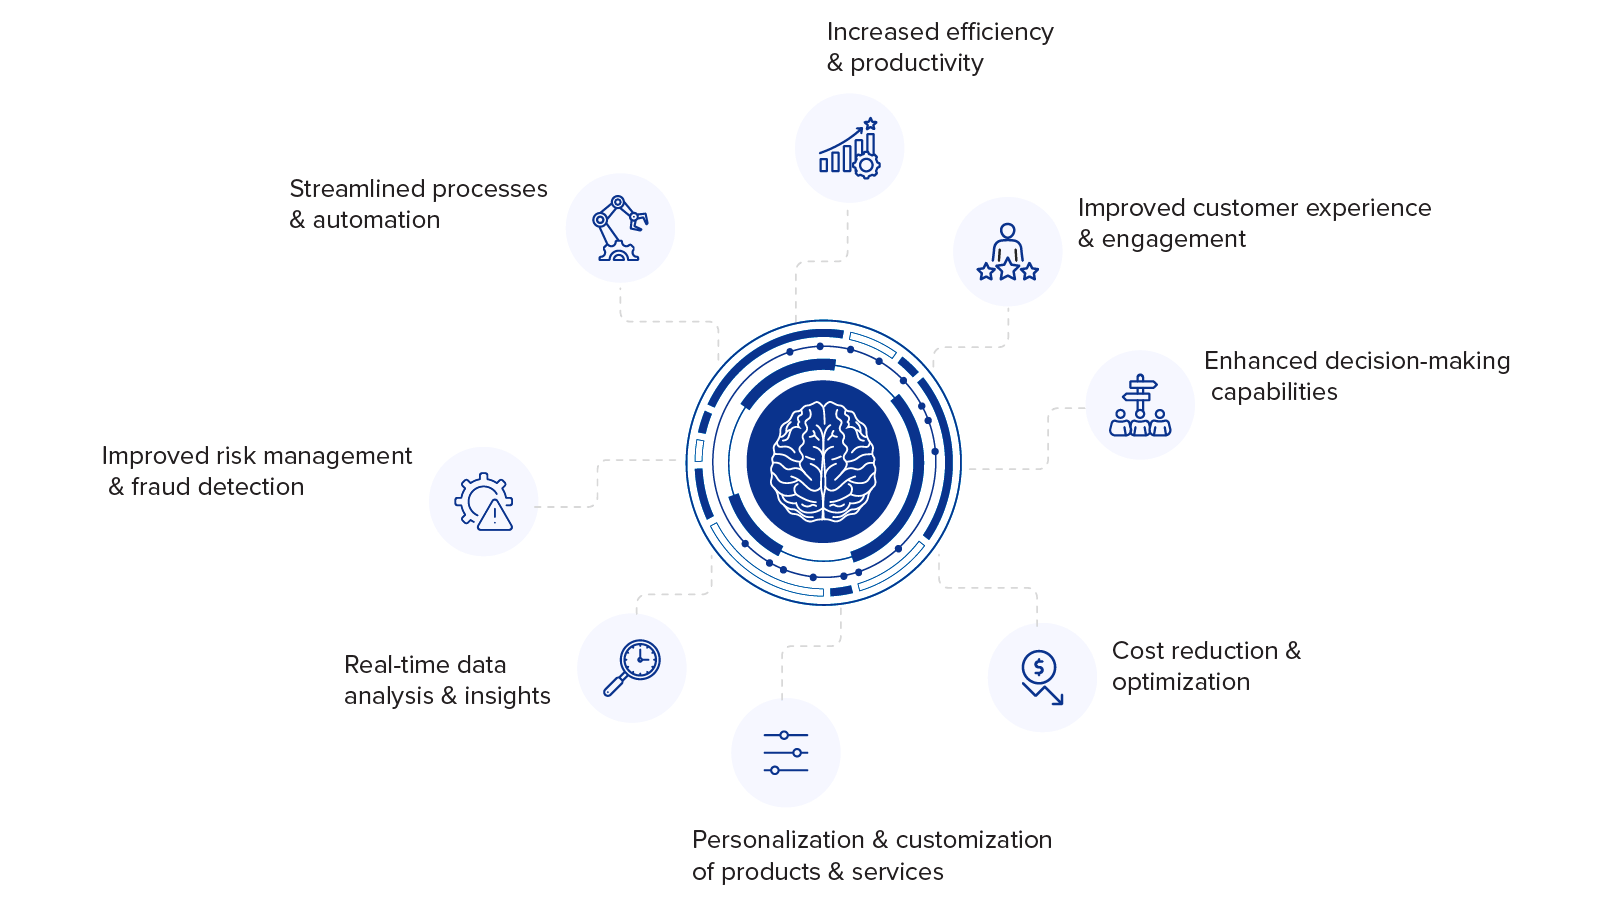 Increased efficiency
& productivity
Streamlined processes
& automation
Improved customer experience
& engagement
Enhanced decision-making
capabilities
Improved risk management
& fraud detection
Real-time data
analysis & insights
Cost reduction &
optimization
Personalization & customization
of products & services